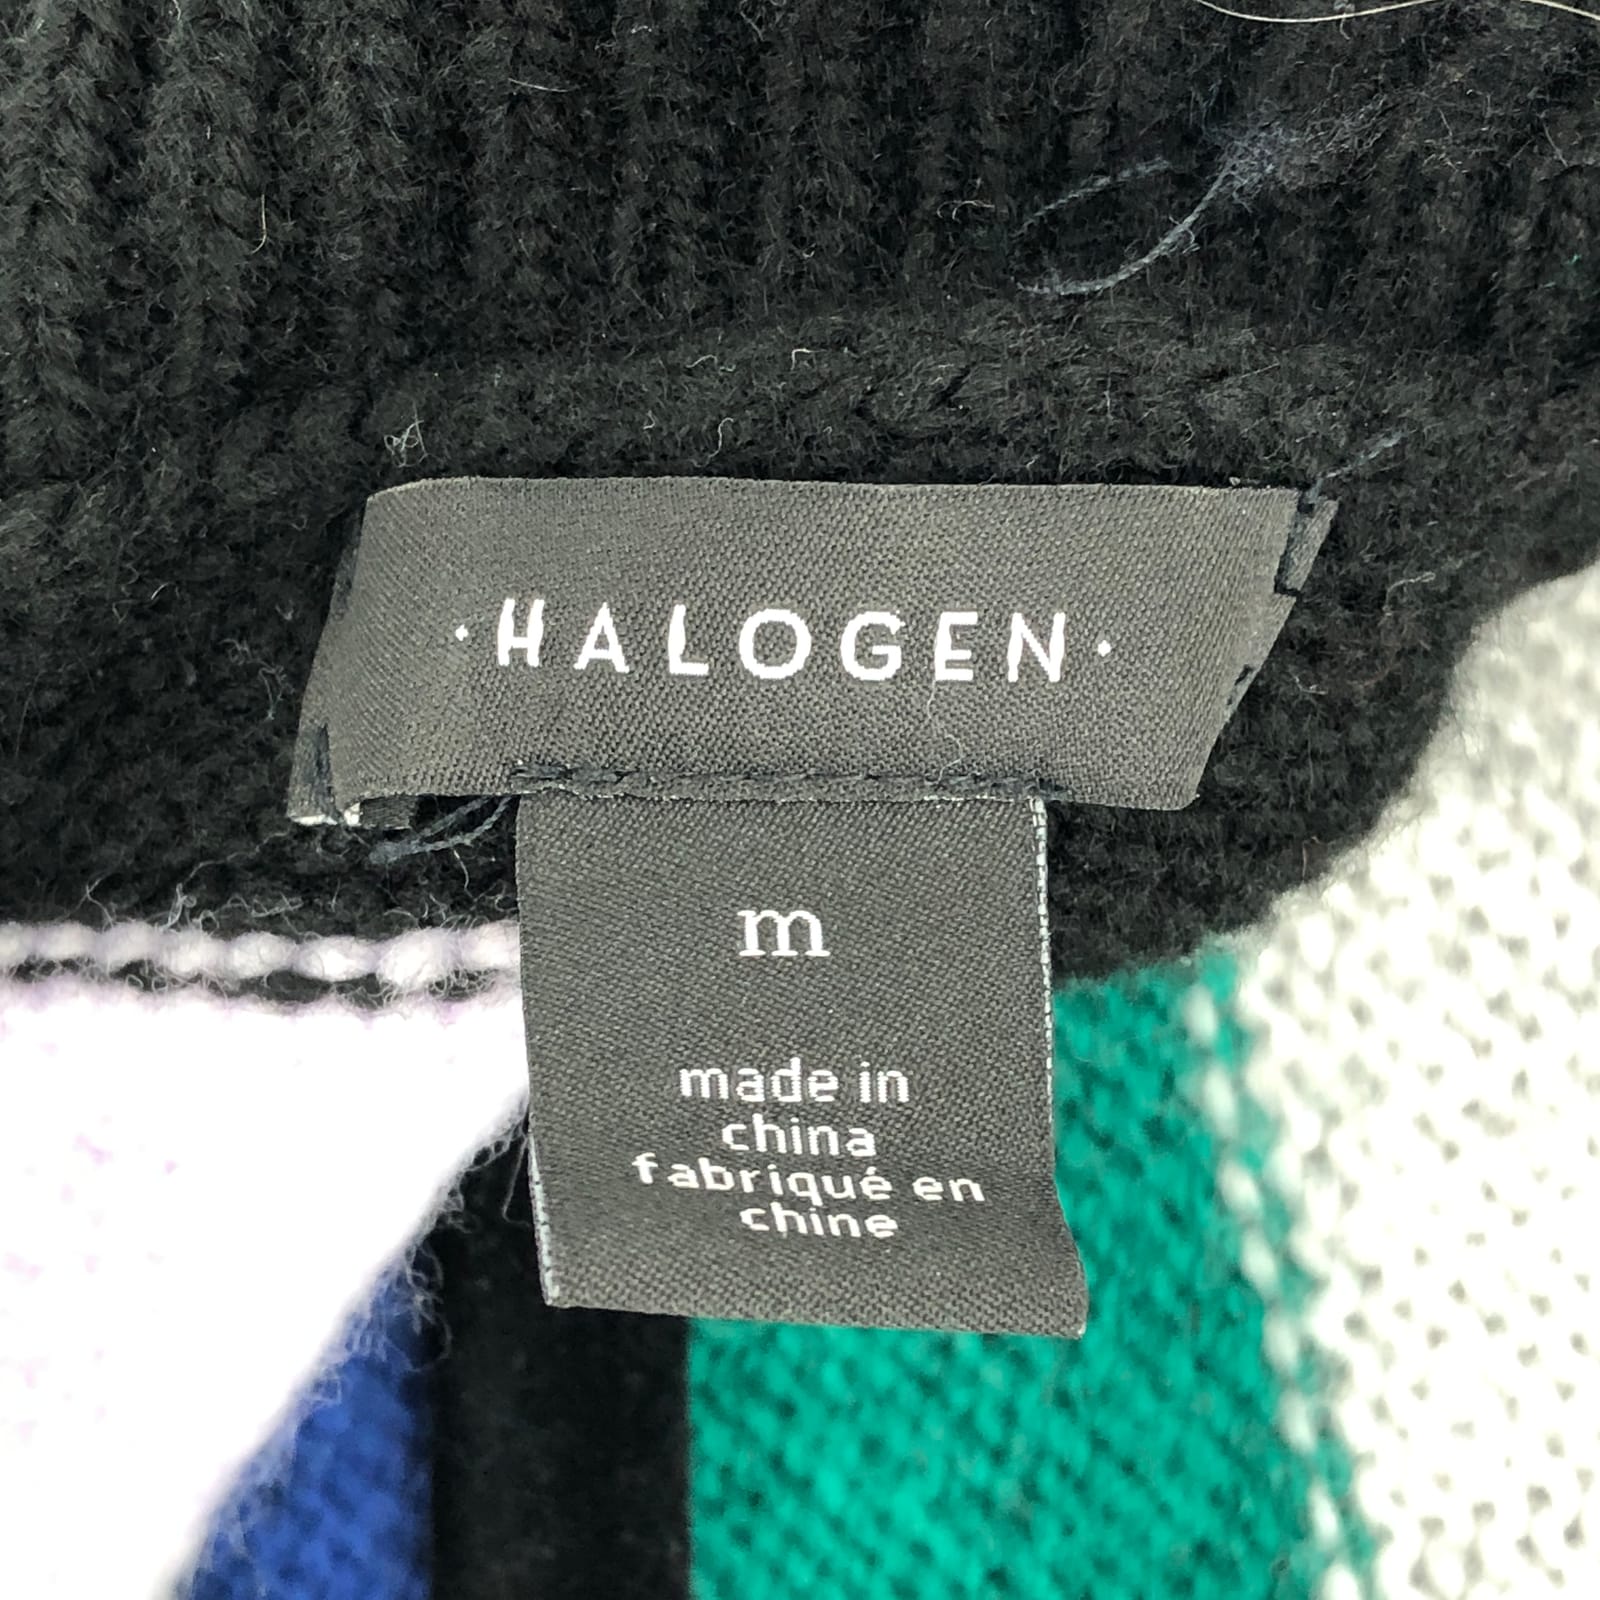 ·HALOGEN·
m
made in
china
fabriqué en
chine